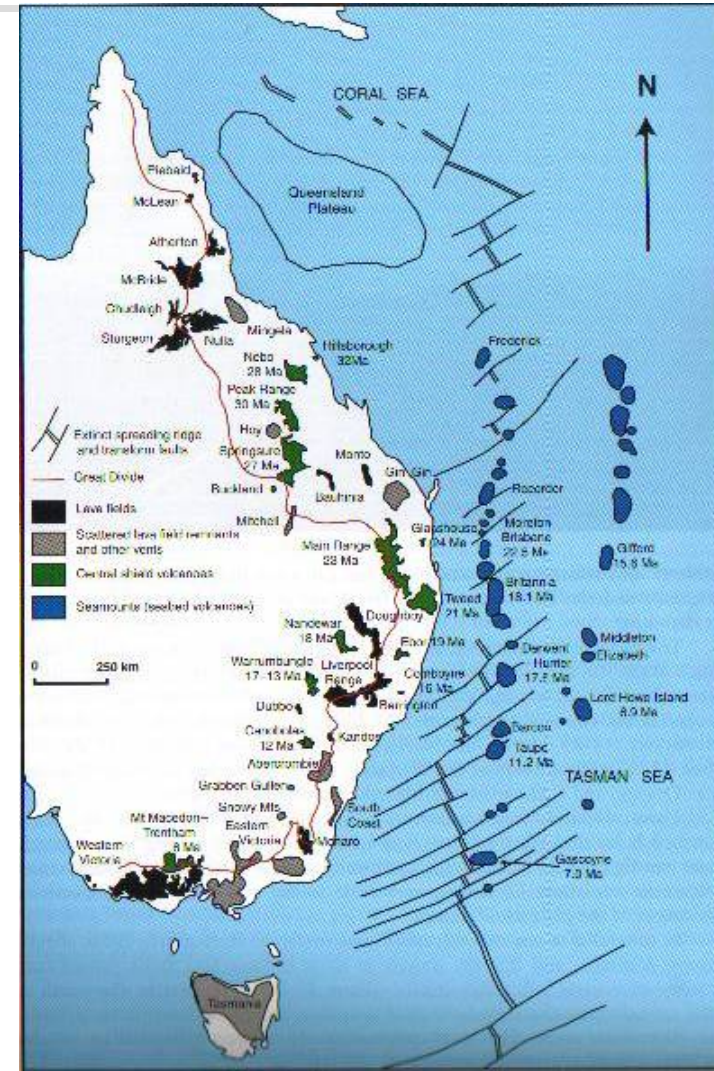 CORAL SEA
N
Queensland
Plateau
Piebald
McLean
Atherton
McBride
Chudleigh
Sturgeon
Nulla
Mingela
Hillsborough
32Ma
Nebo
28 Ma
Peak Range
30 Ma
Hoy
Springsure
27 Ma
Buckland
Mitchell
Monto
Bauhinia
Gin Gin
Frederick
Recorder
Extinct spreading ridge
and transform faults
Great Divide
Lava fields
Scattered lava field remnants
and other vents
Central shield volcanoes
Seamounts (seabed volcanoes)
0 250 km
Main Range
23 Ma
Glasshouse
24 Ma
Moreton
Brisbane
22.5 Ma
Gifford
15.6 Ma
Tweed
21 Ma
Britannia
18.1 Ma
Doughboy
Nandewar
18 Ma
Ebor 19 Ma
Derwent
Hunter
17.5 Ma
Middleton
Elizabeth
Warrumbungle
17–13 Ma
Liverpool
Range
Comboyne
16 Ma
Barrington
Lord Howe Island
6.9 Ma
Dubbo
Kandos
Canobolas
12 Ma
Abercrombie
Barcoo
Taupo
11.2 Ma
TASMAN SEA
Grabben Gullen
Snowy Mts
South
Coast
Mt Macedon–
Trentham
6 Ma
Eastern
Victoria
Western
Victoria
Monaro
Gascoyne
7.0 Ma
Tasmania